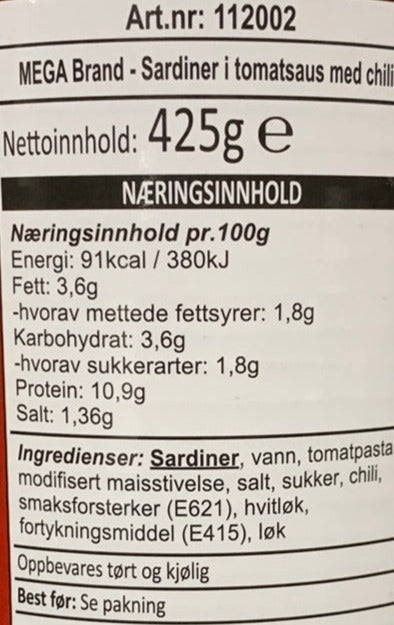 Art.nr: 112002
MEGA Brand - Sardiner i tomatsaus med chili
Nettoinnhold: 425g e
NÆRINGSINNHOLD
Næringsinnhold pr.100g
Energi: 91kcal / 380kJ
Fett: 3,6g
-hvorav mettede fettsyrer: 1,8g
Karbohydrat: 3,6g
-hvorav sukkerarter: 1,8g
Protein: 10,9g
Salt: 1,36g
Ingredienser: Sardiner, vann, tomatpasta
modifisert maisstivelse, salt, sukker, chili,
smaksforsterker (E621), hvitløk,
fortykningsmiddel (E415), løk
Oppbevares tørt og kjølig
Best før: Se pakning